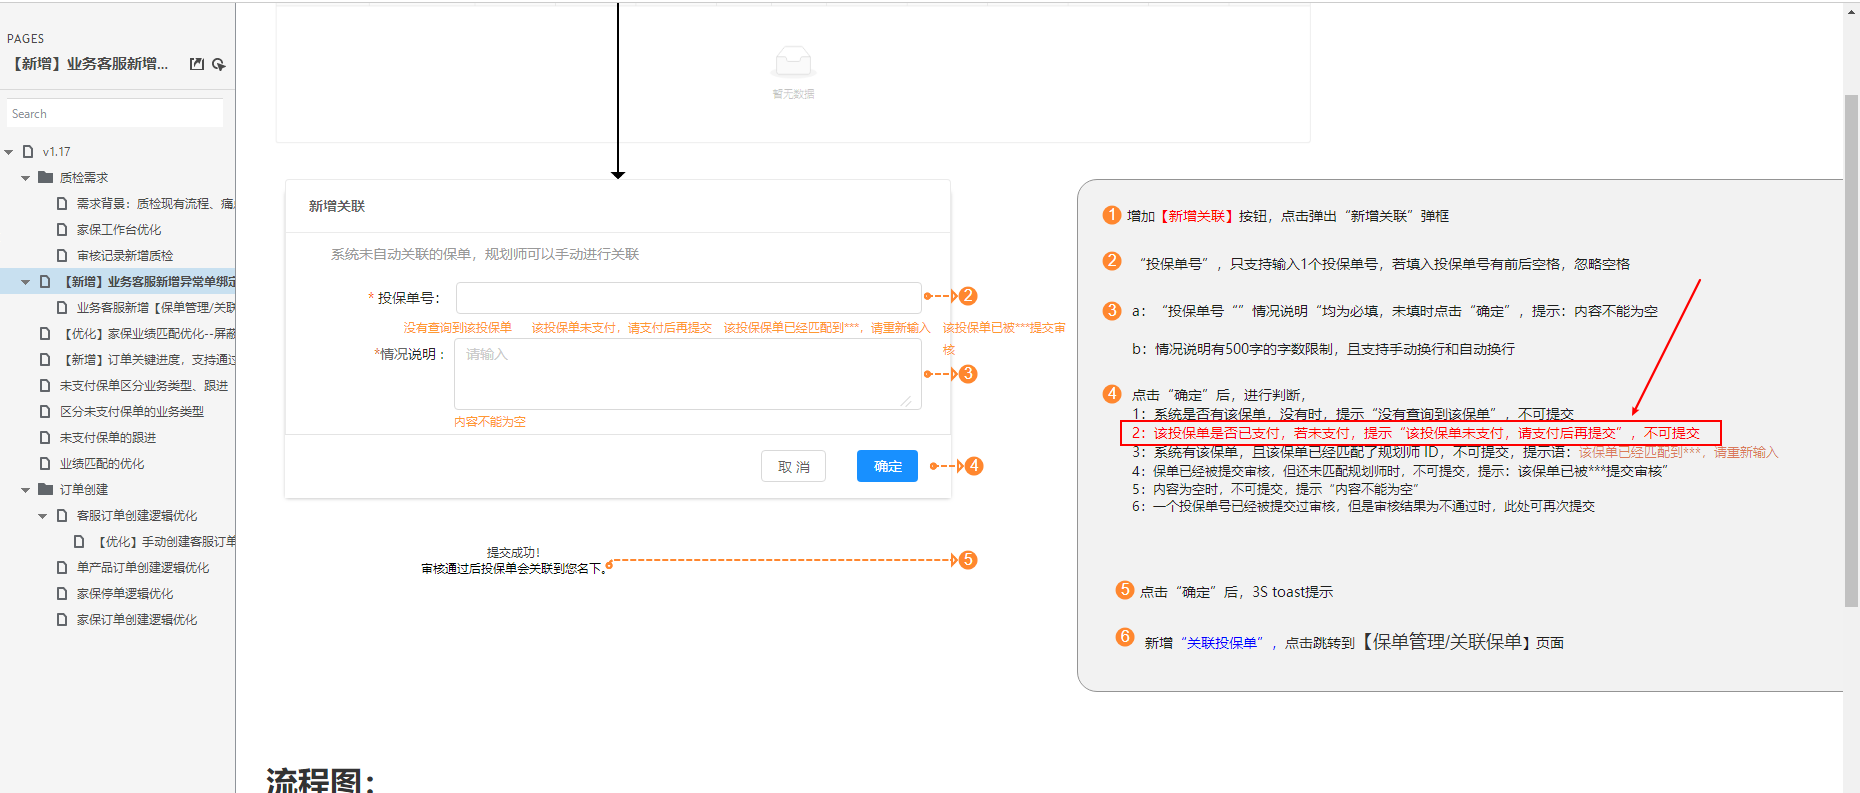 PAGES
【新增】业务客服新增...
Search
v1.17
质检需求
需求背景：质检现有流程、痛
家保工作台优化
审核记录新增质检
【新增】业务客服新增异常单绑定
业务客服新增【保单管理/关联
【优化】家保业绩匹配优化--屏蔽
【新增】订单关键进度，支持通过
未支付保单区分业务类型、跟进
区分未支付保单的业务类型
未支付保单的跟进
业绩匹配的优化
订单创建
客服订单创建逻辑优化
【优化】手动创建客服订单
单产品订单创建逻辑优化
家保停单逻辑优化
家保订单创建逻辑优化
暂无数据
新增关联
系统未自动关联的保单，规划师可以手动进行关联
* 投保单号：
2
没有查询到该投保单 该投保单未支付，请支付后再提交 该投保保单已经匹配到***，请重新输入 该投保单已被***提交审
核
*情况说明：
请输入
3
内容不能为空
取 消
确定
4
提交成功！
审核通过后投保单会关联到您名下。
5
1 增加【新增关联】按钮，点击弹出“新增关联”弹框
2 “投保单号”，只支持输入1个投保单号，若填入投保单号有前后空格，忽略空格
3 a：“投保单号“”情况说明“均为必填，未填时点击“确定”，提示：内容不能为空
b：情况说明有500字的字数限制，且支持手动换行和自动换行
4 点击“确定”后，进行判断，
1：系统是否有该保单，没有时，提示“没有查询到该保单”，不可提交
2：该投保单是否已支付，若未支付，提示“该投保单未支付，请支付后再提交”，不可提交
3：系统有该保单，且该保单已经匹配了规划师 ID，不可提交，提示语：该保单已经匹配到***，请重新输入
4：保单已经被提交审核，但还未匹配规划师时，不可提交，提示：该保单已被***提交审核”
5：内容为空时，不可提交，提示“内容不能为空”
6：一个投保单号已经被提交过审核，但是审核结果为不通过时，此处可再次提交
5 点击“确定”后，3S toast提示
6 新增“关联投保单”，点击跳转到【保单管理/关联保单】页面
流程图：